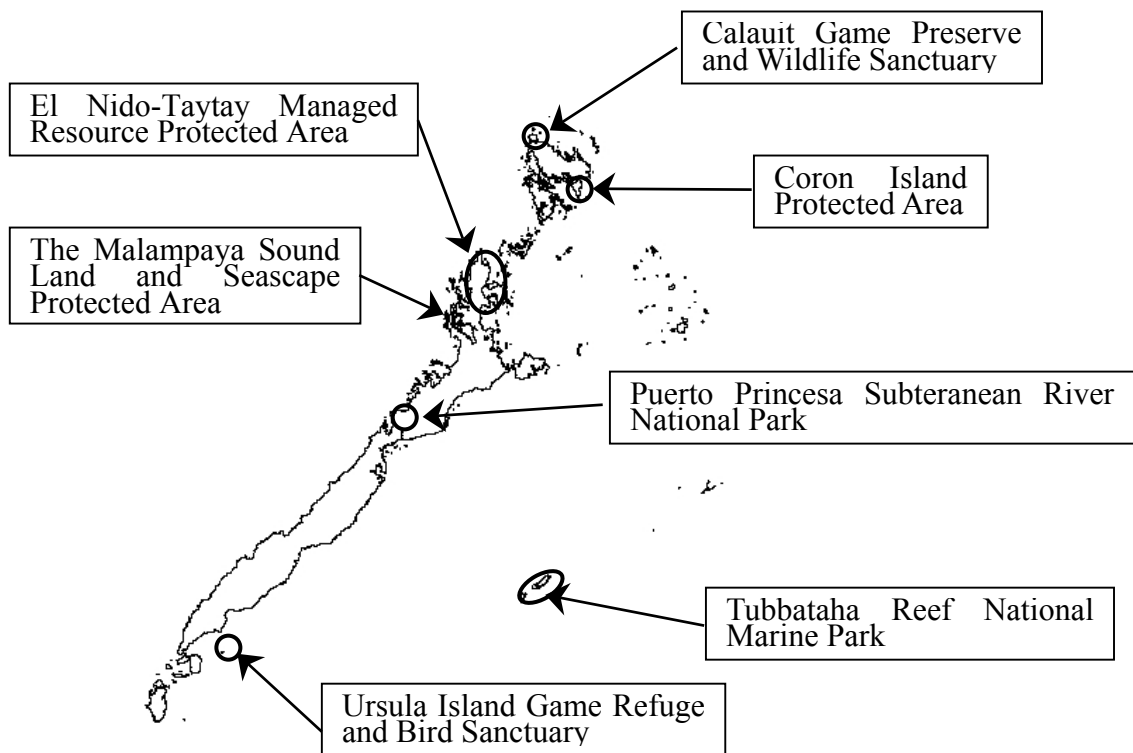 Calauit Game Preserve
and Wildlife Sanctuary
El Nido-Taytay Managed
Resource Protected Area
Coron Island
Protected Area
The Malampaya Sound
Land and Seascape
Protected Area
Puerto Princesa Subteranean River
National Park
Tubbataha Reef National
Marine Park
Ursula Island Game Refuge
and Bird Sanctuary